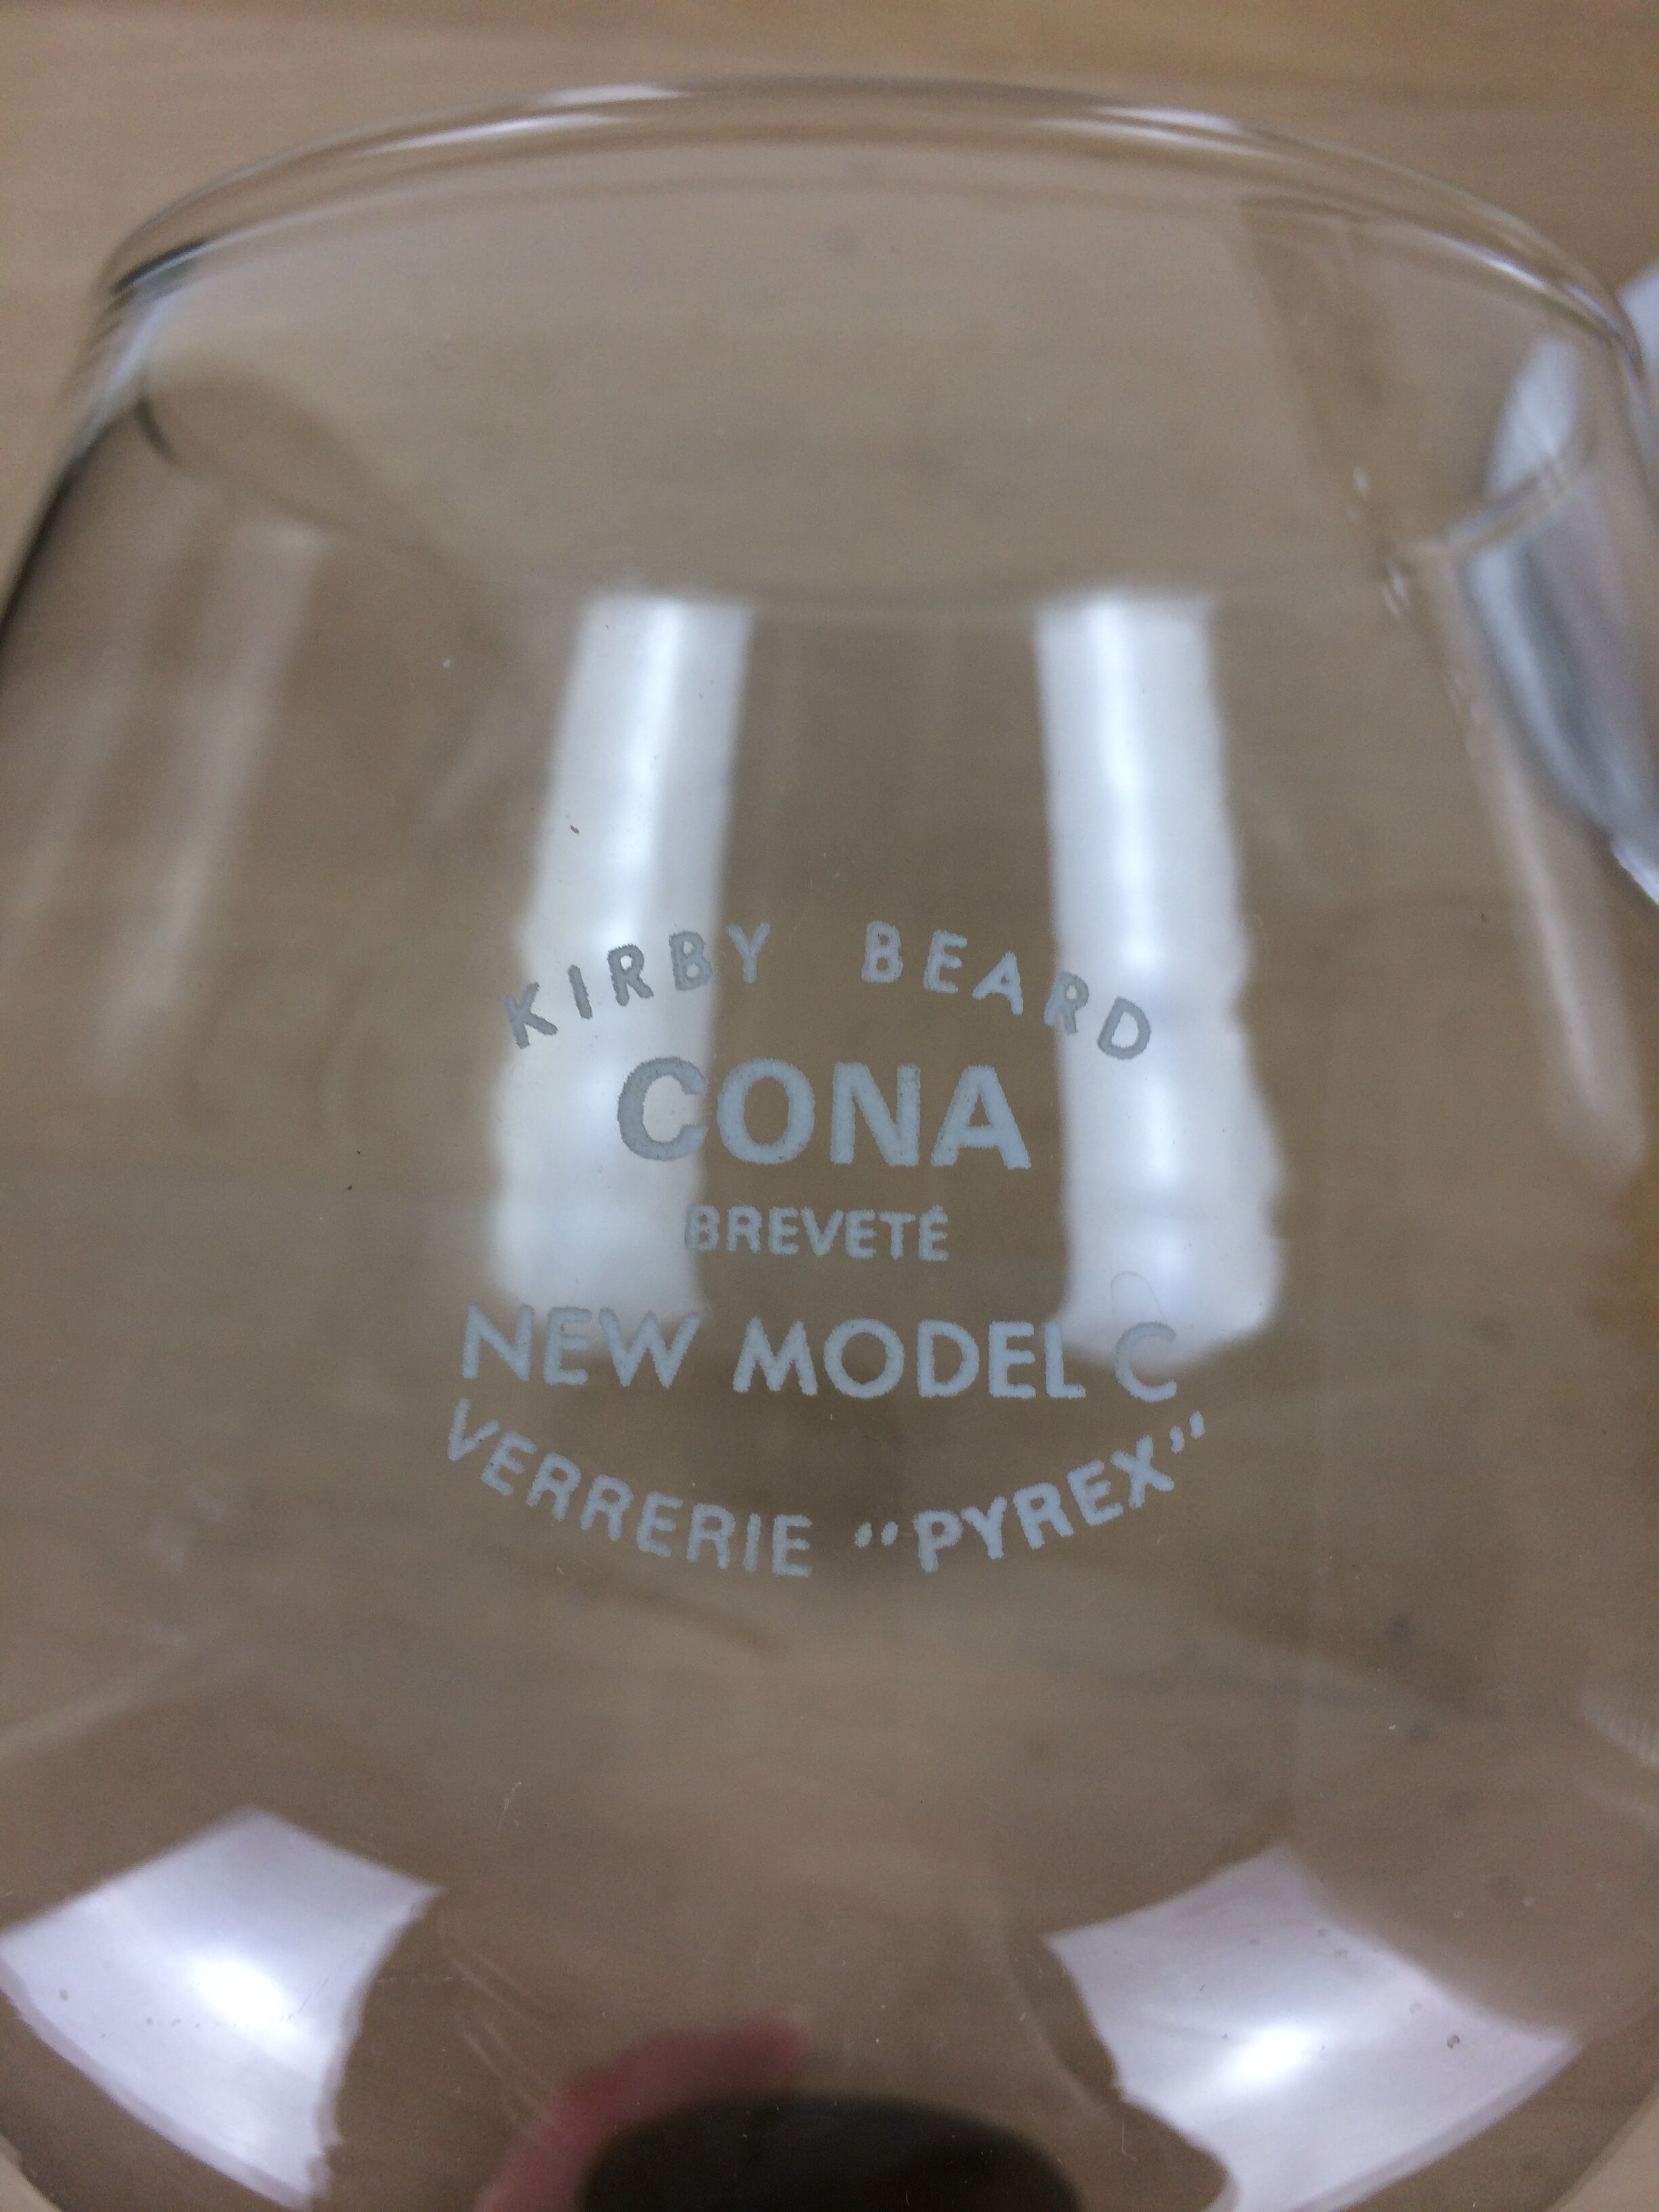 KIRBY BEARD
CONA
BREVETÉ
NEW MODEL C
VERRERIE "PYREX"